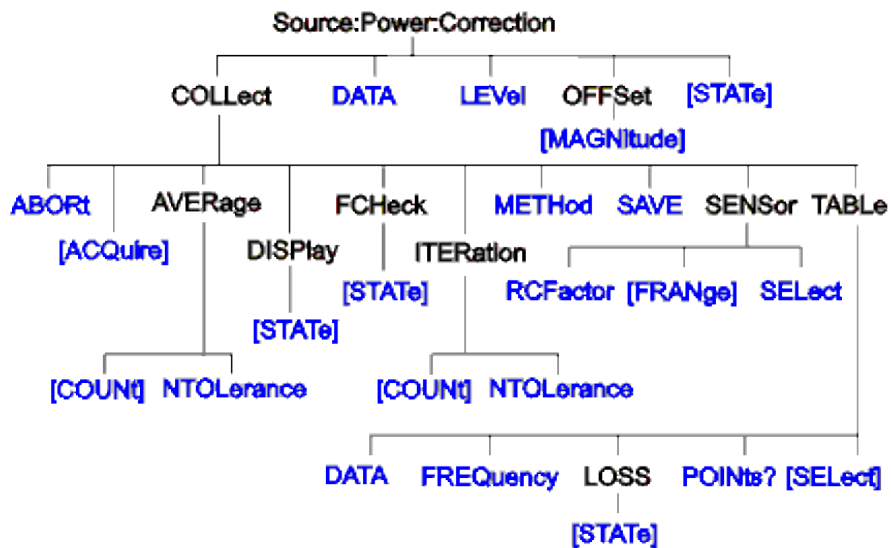 Source:Power:Correction
COLLect DATA LEVel OFFSet [STATe]
[MAGNitude]
ABORt AVERage FCHeck METHod SAVE SENSor TABLe
[ACQuire] DISPlay ITERation
[STATe] RCFactor [FRANge] SELect
[STATe]
[COUNt] NTOLerance [COUNt] NTOLerance
DATA FREQuency LOSS POINts? [SELect]
[STATe]